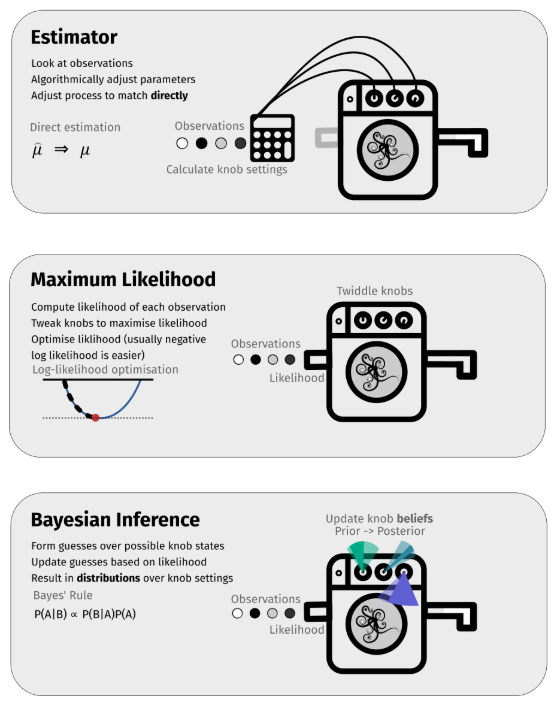 Estimator
Look at observations
Algorithmically adjust parameters
Adjust process to match directly
Direct estimation
μ̂ ⇒ μ
Observations
Calculate knob settings
Maximum Likelihood
Compute likelihood of each observation
Tweak knobs to maximise likelihood
Optimise liklihood (usually negative
log likelihood is easier)
Log-likelihood optimisation
Twiddle knobs
Observations
Likelihood
Bayesian Inference
Form guesses over possible knob states
Update guesses based on likelihood
Result in distributions over knob settings
Bayes' Rule
P(A|B) ∝ P(B|A)P(A)
Update knob beliefs
Prior -> Posterior
Observations
Likelihood